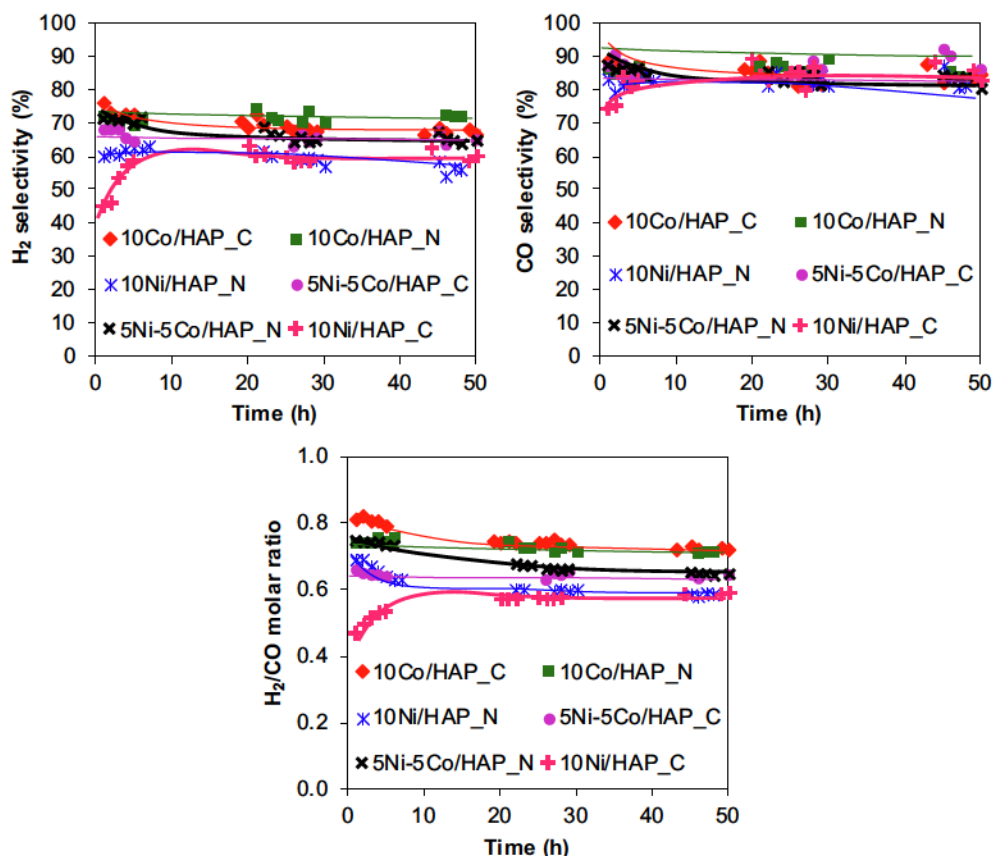 H2 selectivity (%)
100
90
80
70
60
50
40
30
20
10
0
10Co/HAP_C 10Co/HAP_N
10Ni/HAP_N 5Ni-5Co/HAP_C
5Ni-5Co/HAP_N 10Ni/HAP_C
0 10 20 30 40 50
Time (h)
CO selectivity (%)
100
90
80
70
60
50
40
30
20
10
0
10Co/HAP_C 10Co/HAP_N
10Ni/HAP_N 5Ni-5Co/HAP_C
5Ni-5Co/HAP_N 10Ni/HAP_C
0 10 20 30 40 50
Time (h)
H2/CO molar ratio
1.0
0.8
0.6
0.4
0.2
0.0
10Co/HAP_C 10Co/HAP_N
10Ni/HAP_N 5Ni-5Co/HAP_C
5Ni-5Co/HAP_N 10Ni/HAP_C
0 10 20 30 40 50
Time (h)